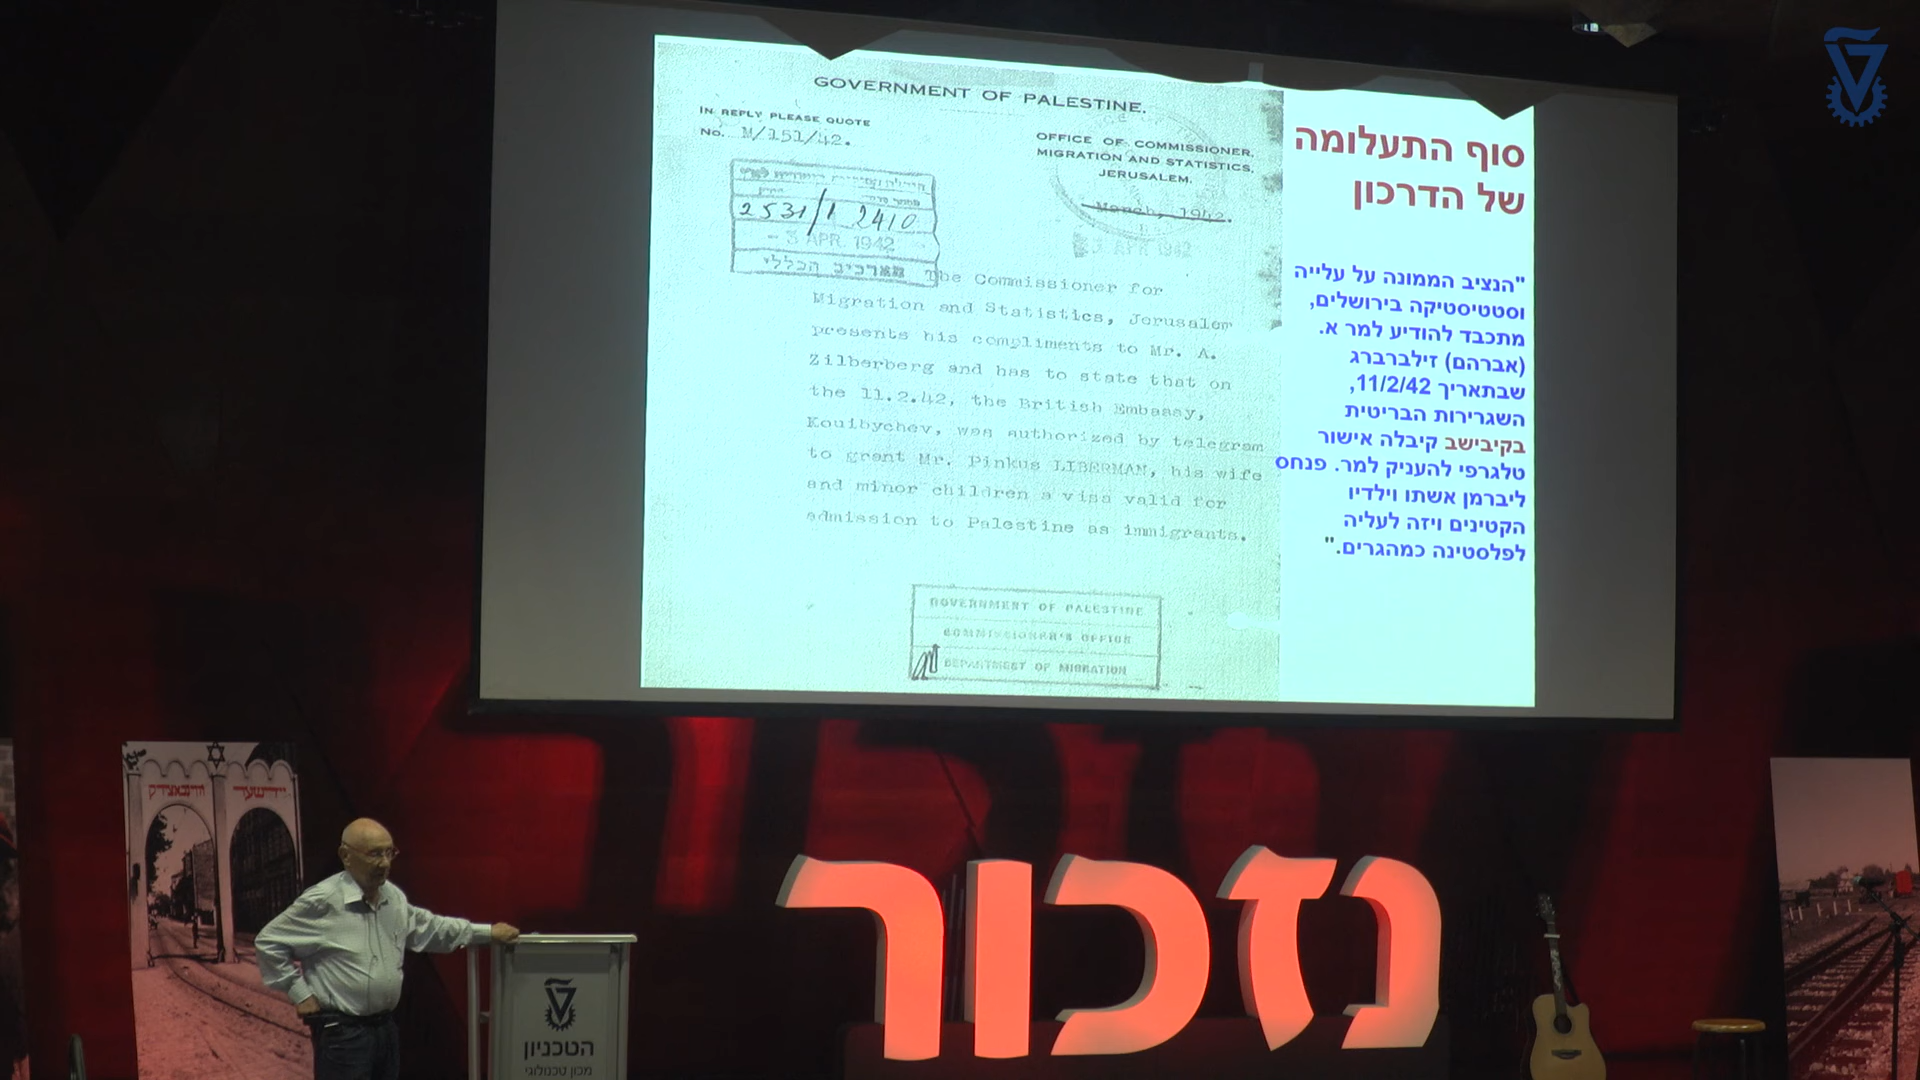 GOVERNMENT OF PALESTINE.
IN REPLY PLEASE QUOTE
No. M/151/42.
OFFICE OF COMMISSIONER,
MIGRATION AND STATISTICS,
JERUSALEM.
March, 1942.
3 APR 1942
2531/1 2410
- 3 APR. 1942
הכללי
The Commissioner for
Migration and Statistics, Jerusalem
presents his compliments to Mr. A.
Zilberberg and has to state that on
the 11.2.42, the British Embassy,
Kouibychev, was authorized by telegram
to grant Mr. Pinkus LIBERMAN, his wife
and minor children a visa valid for
admission to Palestine as immigrants.
GOVERNMENT OF PALESTINE
COMMISSIONER'S OFFICE
DEPARTMENT OF MIGRATION
סוף התעלומה
של הדרכון
"הנציב הממונה על עלייה
וסטטיסטיקה בירושלים,
מתכבד להודיע למר א.
(אברהם) זילברברג
שבתאריך 11/2/42,
השגרירות הבריטית
בקיבישב קיבלה אישור
טלגרפי להעניק למר. פנחס
ליברמן אשתו וילדיו
הקטינים ויזה לעליה
לפלסטינה כמהגרים."
נזכור
הטכניון
מכון טכנולוגי